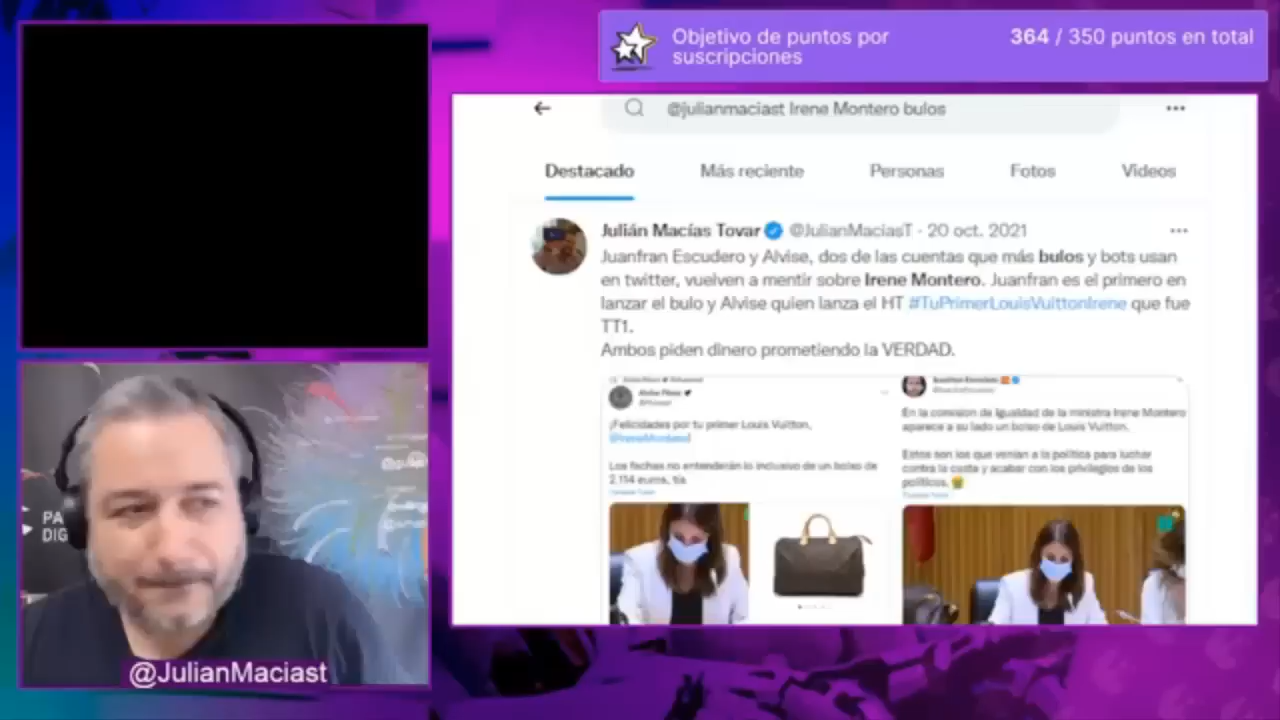 Objetivo de puntos por
suscripciones
364 / 350 puntos en total
@julianmaciast Irene Montero bulos
Destacado
Más reciente
Personas
Fotos
Videos
Julián Macías Tovar @JulianMaciasT · 20 oct. 2021
Juanfran Escudero y Alvise, dos de las cuentas que más bulos y bots usan
en twitter, vuelven a mentir sobre Irene Montero. Juanfran es el primero en
lanzar el bulo y Alvise quien lanza el HT #TuPrimerLouisVuittonIrene que fue
TT1.
Ambos piden dinero prometiendo la VERDAD.
Alvise Pérez
¡Felicidades por tu primer Louis Vuitton,
@IreneMontero!
Los fachas no entenderán lo inclusivo de un bolso de
2.114 euros, tía
En la comisión de Igualdad de la ministra Irene Montero
aparece a su lado un bolso de Louis Vuitton.
Estos son los que venían a la política para luchar
contra la casta y acabar con los privilegios de los
políticos.
PA
DIG
@JulianMaciast